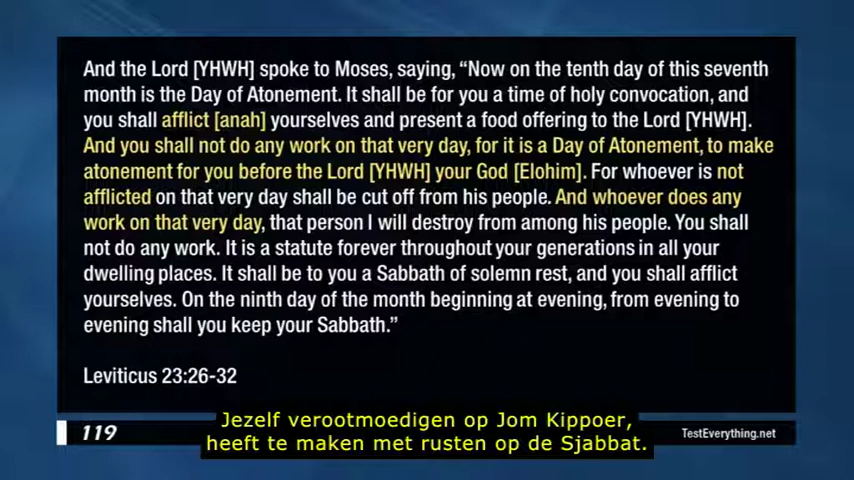 And the Lord [YHWH] spoke to Moses, saying, “Now on the tenth day of this seventh
month is the Day of Atonement. It shall be for you a time of holy convocation, and
you shall afflict [anah] yourselves and present a food offering to the Lord [YHWH].
And you shall not do any work on that very day, for it is a Day of Atonement, to make
atonement for you before the Lord [YHWH] your God [Elohim]. For whoever is not
afflicted on that very day shall be cut off from his people. And whoever does any
work on that very day, that person I will destroy from among his people. You shall
not do any work. It is a statute forever throughout your generations in all your
dwelling places. It shall be to you a Sabbath of solemn rest, and you shall afflict
yourselves. On the ninth day of the month beginning at evening, from evening to
evening shall you keep your Sabbath.”
Leviticus 23:26-32
Jezelf verootmoedigen op Jom Kippoer,
heeft te maken met rusten op de Sjabbat.
119
TestEverything.net